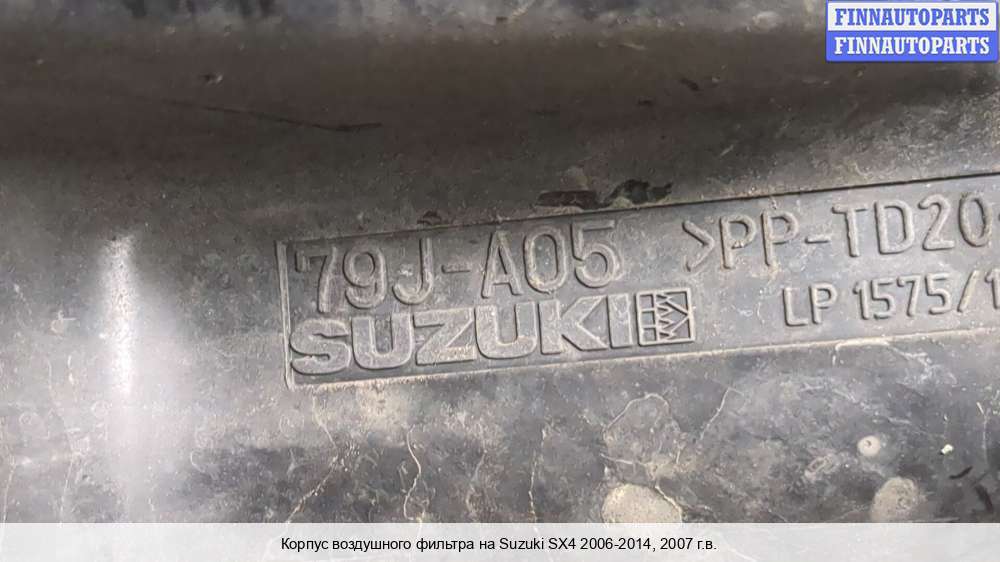 FINNAUTOPARTS
FINNAUTOPARTS
79J-A05 >PP-TD20
SUZUKI LP 1575/1
Корпус воздушного фильтра на Suzuki SX4 2006-2014, 2007 г.в.